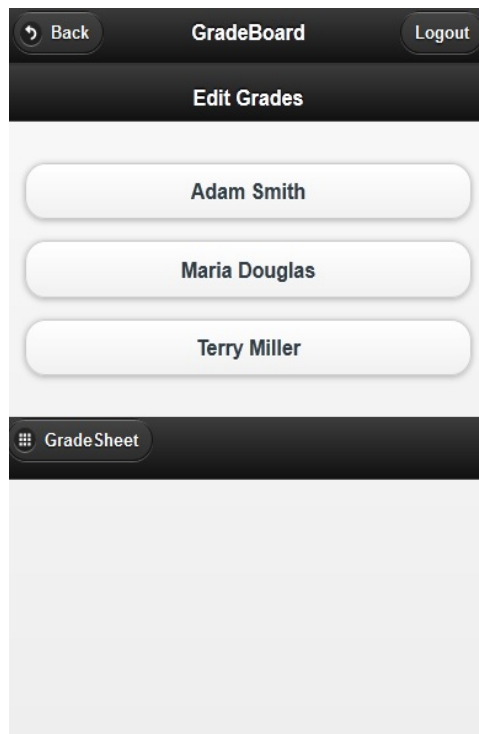 Back GradeBoard Logout
Edit Grades
Adam Smith
Maria Douglas
Terry Miller
GradeSheet